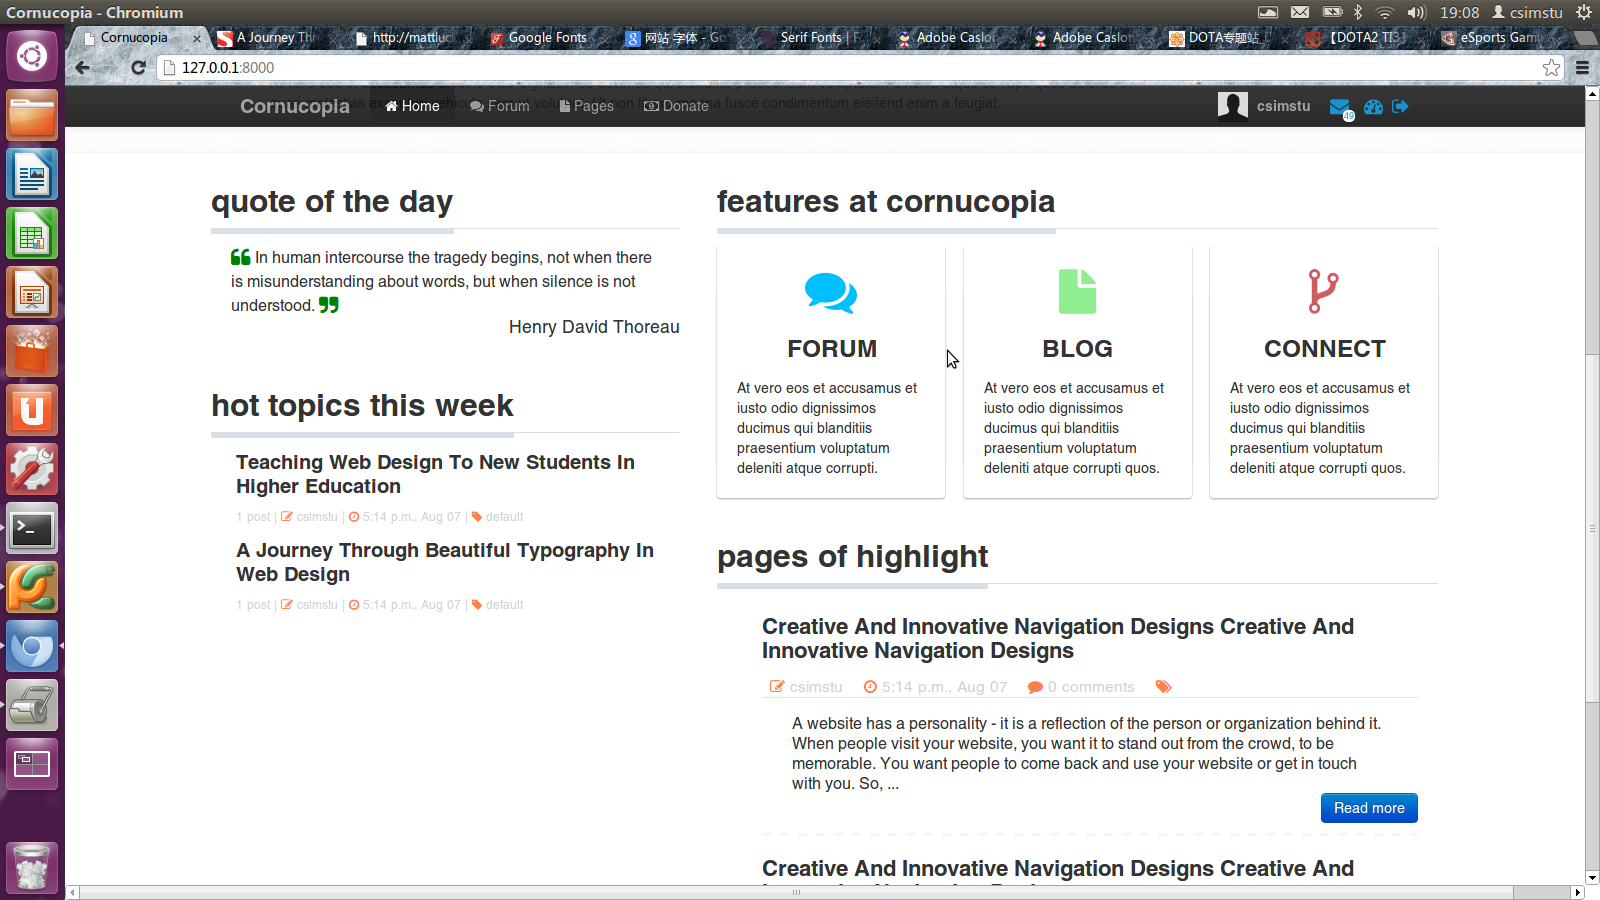 Cornucopia - Chromium
19:08
csimstu
Cornucopia
A Journey Th
http://mattluc
Google Fonts
网站 字体 - Go
Serif Fonts | F
Adobe Caslon
Adobe Caslon
DOTA专题站_
【DOTA2 TI3】
eSports Gam
127.0.0.1:8000
Cornucopia
Home
Forum
Pages
Donate
fusce condimentum eleifend enim a feugiat.
csimstu
49
quote of the day
In human intercourse the tragedy begins, not when there
is misunderstanding about words, but when silence is not
understood.
Henry David Thoreau
hot topics this week
Teaching Web Design To New Students In
Higher Education
1 post | csimstu | 5:14 p.m., Aug 07 | default
A Journey Through Beautiful Typography In
Web Design
1 post | csimstu | 5:14 p.m., Aug 07 | default
features at cornucopia
FORUM
At vero eos et accusamus et
iusto odio dignissimos
ducimus qui blanditiis
praesentium voluptatum
deleniti atque corrupti.
BLOG
At vero eos et accusamus et
iusto odio dignissimos
ducimus qui blanditiis
praesentium voluptatum
deleniti atque corrupti quos.
CONNECT
At vero eos et accusamus et
iusto odio dignissimos
ducimus qui blanditiis
praesentium voluptatum
deleniti atque corrupti quos.
pages of highlight
Creative And Innovative Navigation Designs Creative And
Innovative Navigation Designs
csimstu 5:14 p.m., Aug 07 0 comments
A website has a personality - it is a reflection of the person or organization behind it.
When people visit your website, you want it to stand out from the crowd, to be
memorable. You want people to come back and use your website or get in touch
with you. So, ...
Read more
Creative And Innovative Navigation Designs Creative And